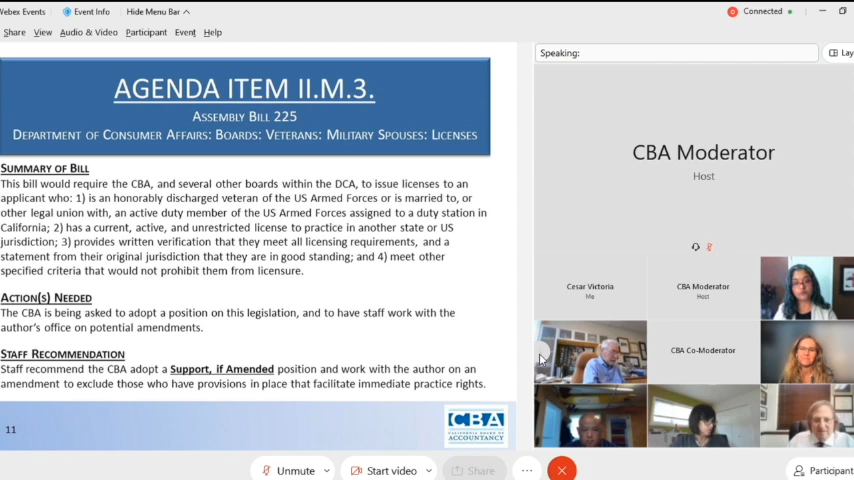 Webex Events
Event Info
Hide Menu Bar
Connected
Share View Audio & Video Participant Event Help
Speaking:
Lay
AGENDA ITEM II.M.3.
ASSEMBLY BILL 225
DEPARTMENT OF CONSUMER AFFAIRS: BOARDS: VETERANS: MILITARY SPOUSES: LICENSES
SUMMARY OF BILL
This bill would require the CBA, and several other boards within the DCA, to issue licenses to an
applicant who: 1) is an honorably discharged veteran of the US Armed Forces or is married to, or
other legal union with, an active duty member of the US Armed Forces assigned to a duty station in
California; 2) has a current, active, and unrestricted license to practice in another state or US
jurisdiction; 3) provides written verification that they meet all licensing requirements, and a
statement from their original jurisdiction that they are in good standing; and 4) meet other
specified criteria that would not prohibit them from licensure.
ACTION(S) NEEDED
The CBA is being asked to adopt a position on this legislation, and to have staff work with the
author's office on potential amendments.
STAFF RECOMMENDATION
Staff recommend the CBA adopt a Support, if Amended position and work with the author on an
amendment to exclude those who have provisions in place that facilitate immediate practice rights.
11
CBA
CALIFORNIA BOARD OF
ACCOUNTANCY
CBA Moderator
Host
Cesar Victoria
Me
CBA Moderator
Host
CBA Co-Moderator
Unmute
Start video
Share
Participant